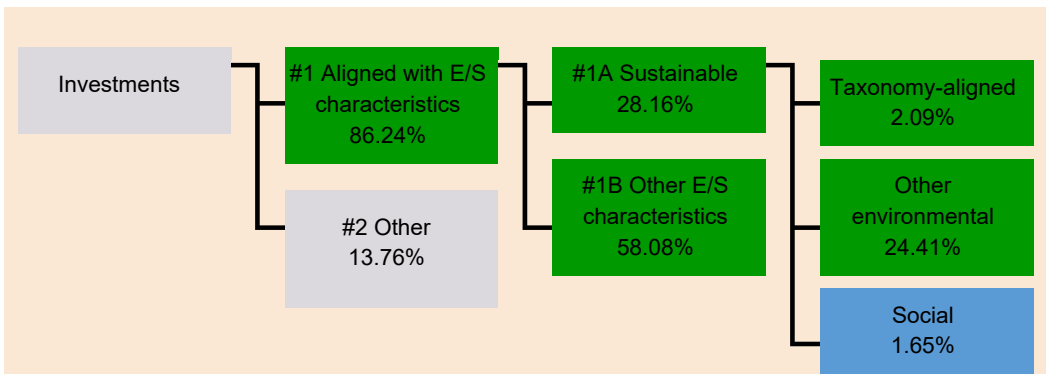 Investments
#1 Aligned with E/S
characteristics
86.24%
#2 Other
13.76%
#1A Sustainable
28.16%
#1B Other E/S
characteristics
58.08%
Taxonomy-aligned
2.09%
Other
environmental
24.41%
Social
1.65%